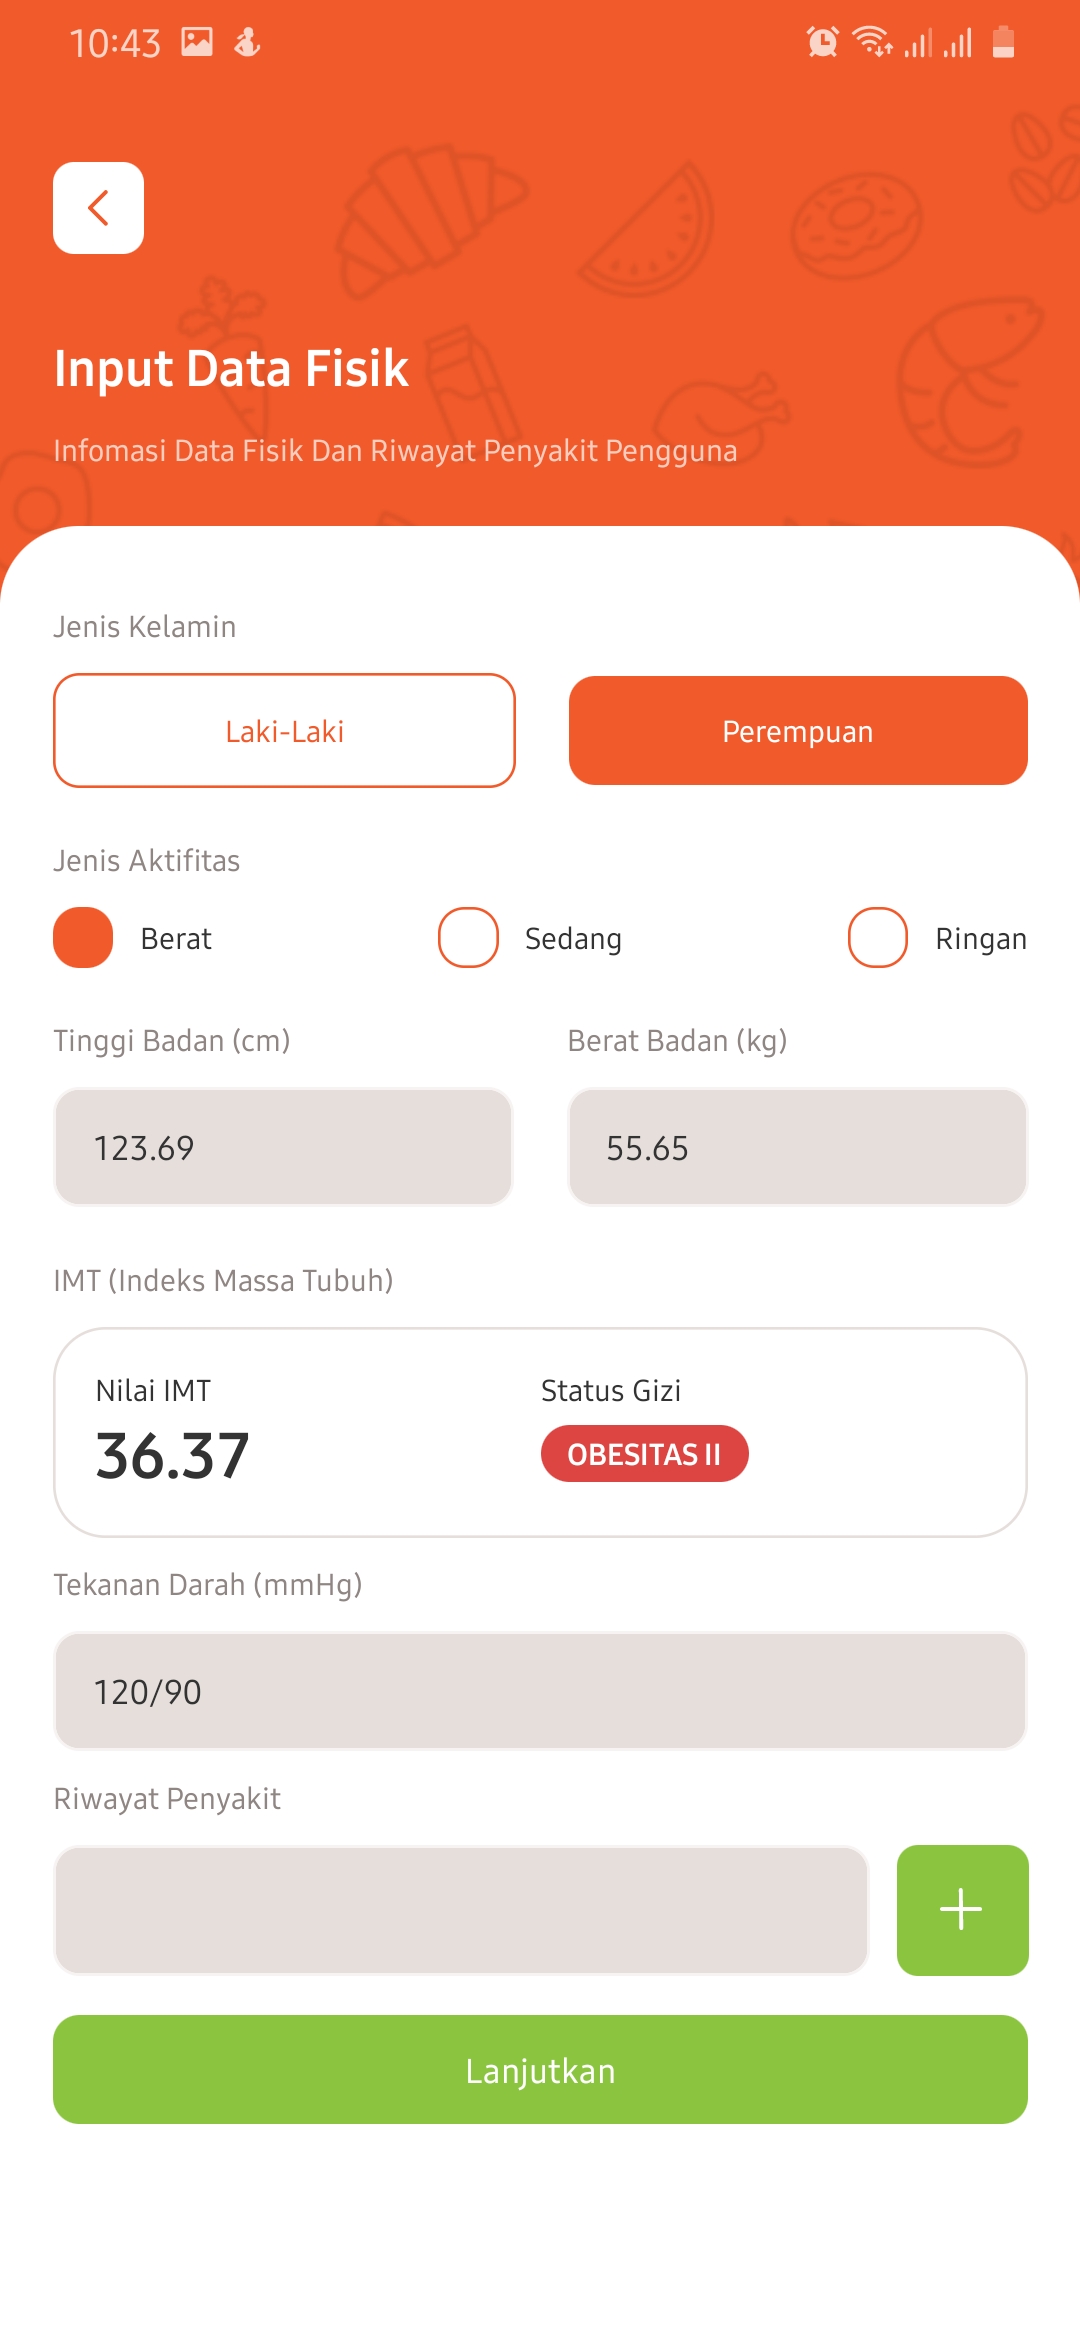 10:43
Input Data Fisik
Infomasi Data Fisik Dan Riwayat Penyakit Pengguna
Jenis Kelamin
Laki-Laki Perempuan
Jenis Aktifitas
Berat Sedang Ringan
Tinggi Badan (cm) Berat Badan (kg)
123.69 55.65
IMT (Indeks Massa Tubuh)
Nilai IMT Status Gizi
36.37 OBESITAS II
Tekanan Darah (mmHg)
120/90
Riwayat Penyakit
Lanjutkan